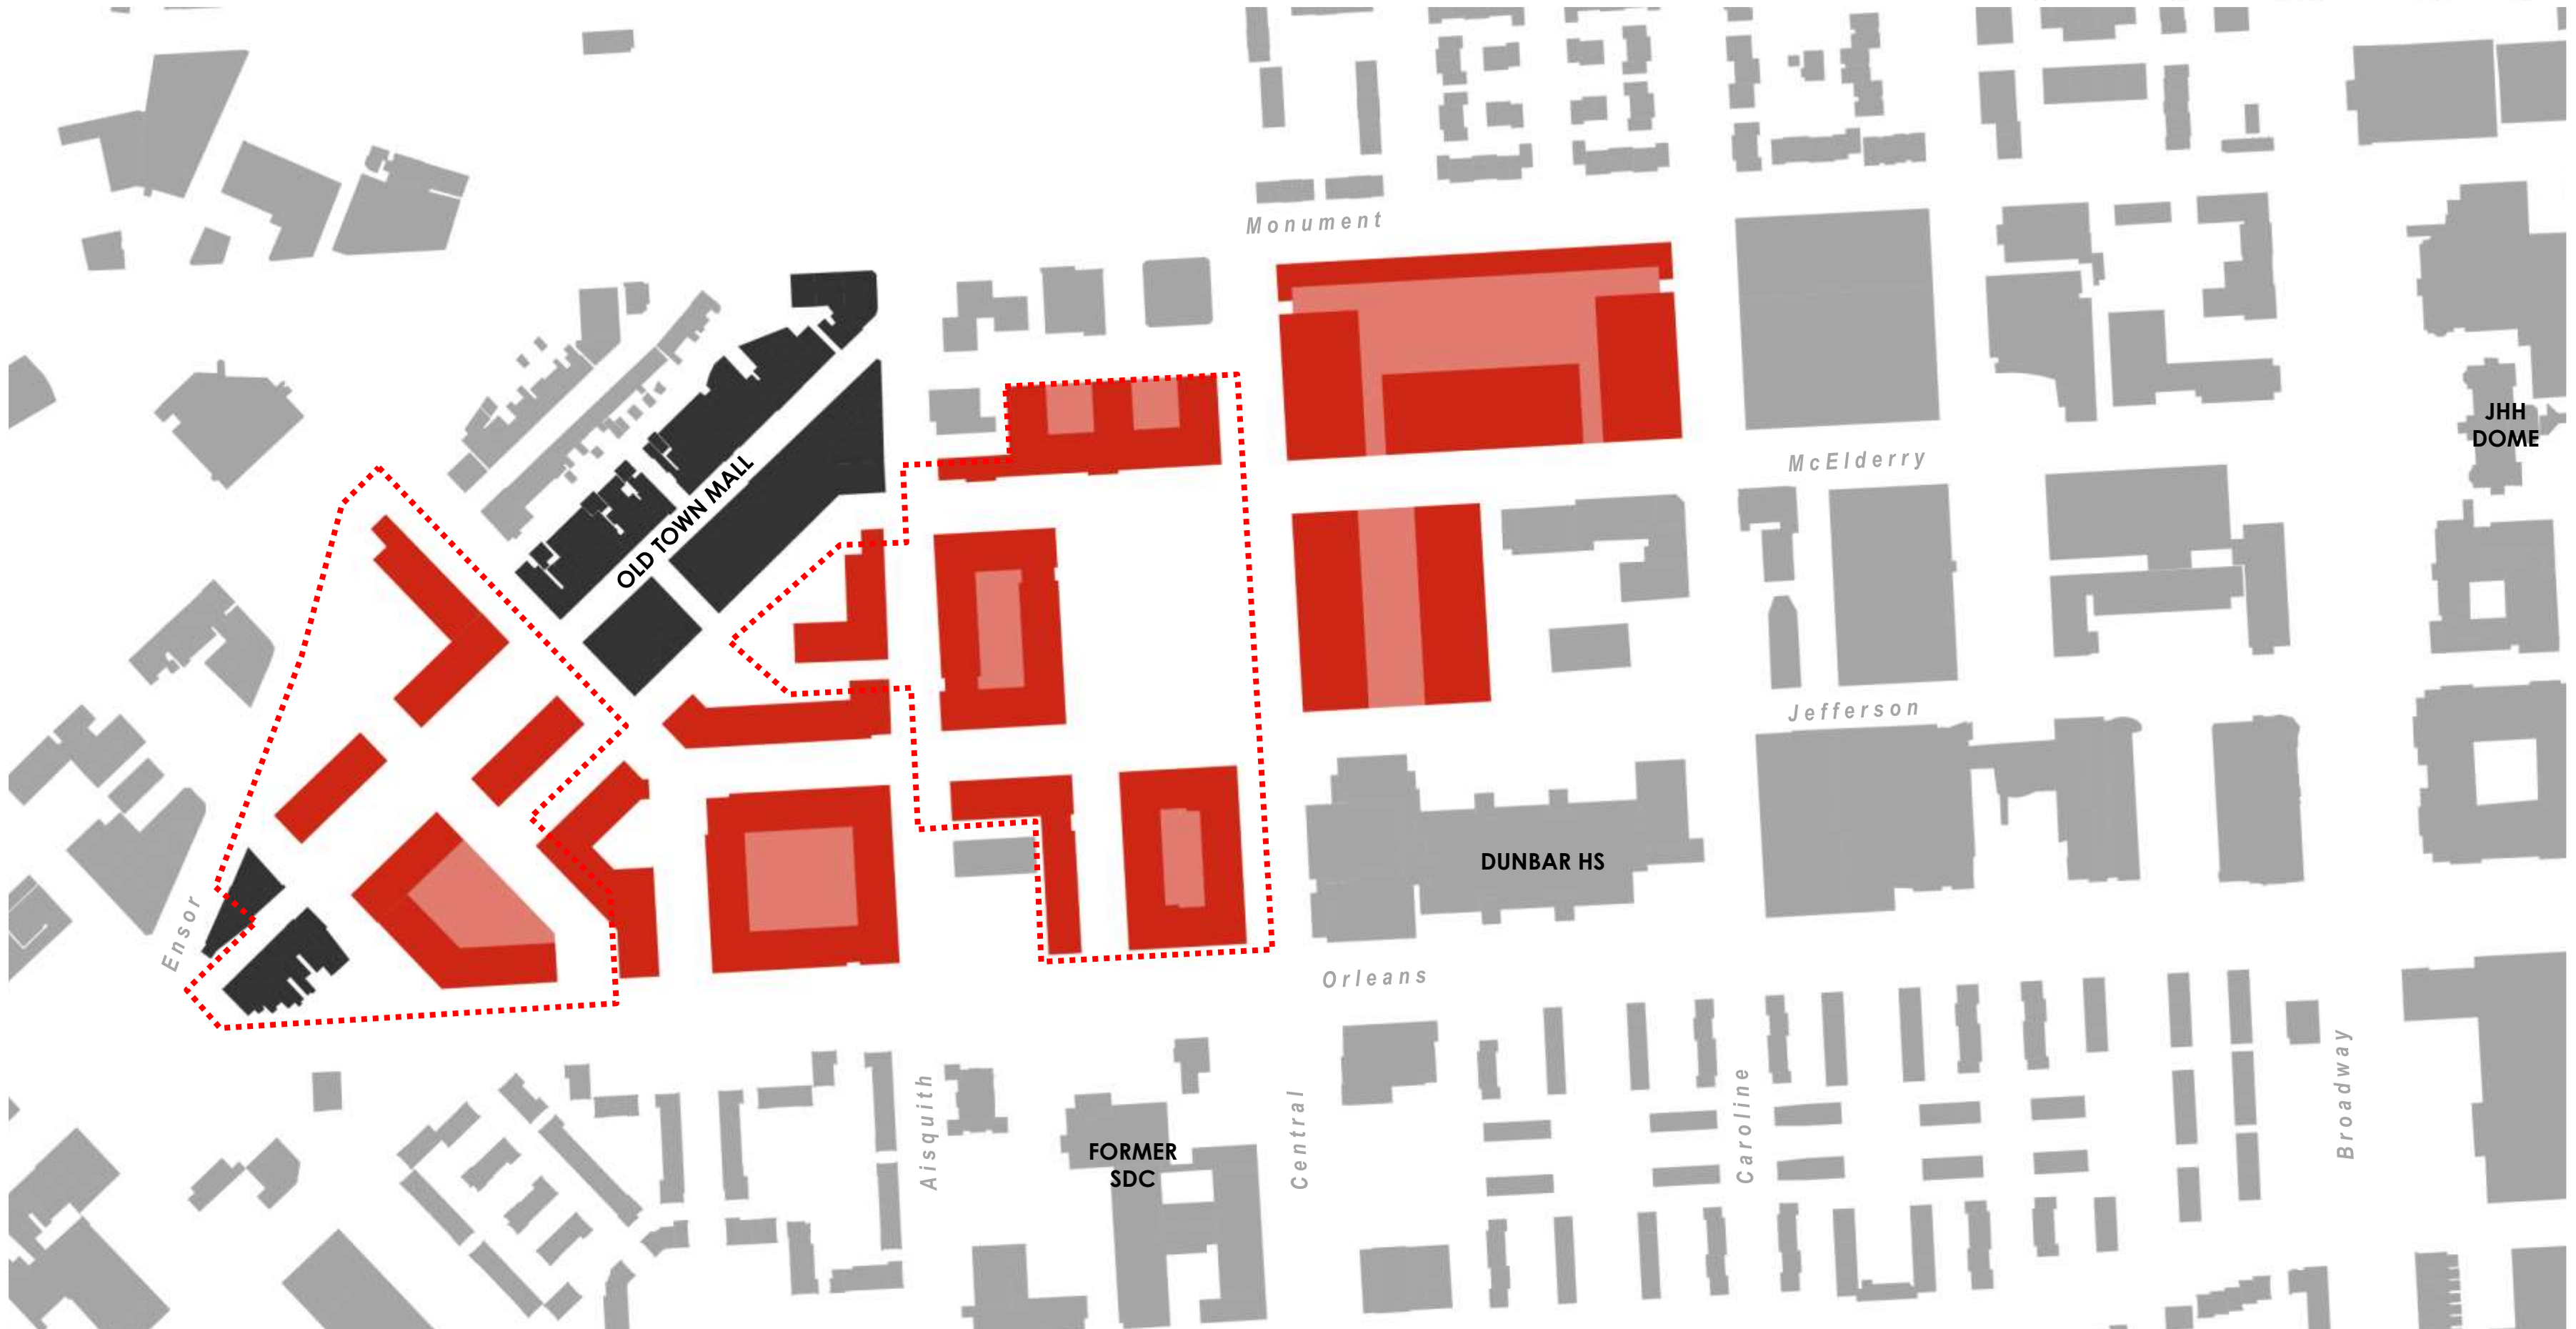 Monument
JHH
DOME
McElderry
OLD TOWN MALL
Jefferson
DUNBAR HS
Ensor
Orleans
Aisquith
Central
Caroline
Broadway
FORMER
SDC